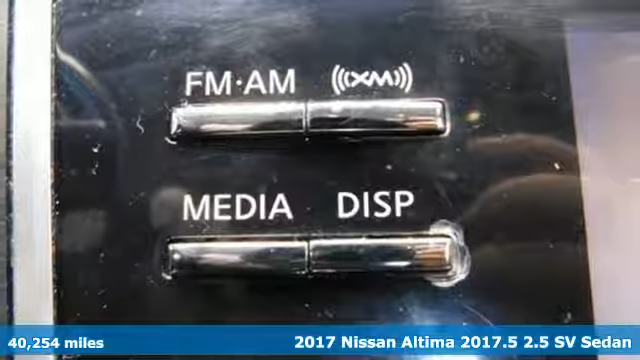 FM·AM XM
MEDIA DISP
40,254 miles 2017 Nissan Altima 2017.5 2.5 SV Sedan